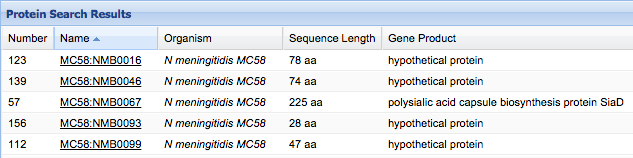 Protein Search Results
Number Name Organism Sequence Length Gene Product
123 MC58:NMB0016 N meningitidis MC58 78 aa hypothetical protein
139 MC58:NMB0046 N meningitidis MC58 74 aa hypothetical protein
57 MC58:NMB0067 N meningitidis MC58 225 aa polysialic acid capsule biosynthesis protein SiaD
156 MC58:NMB0093 N meningitidis MC58 28 aa hypothetical protein
112 MC58:NMB0099 N meningitidis MC58 47 aa hypothetical protein